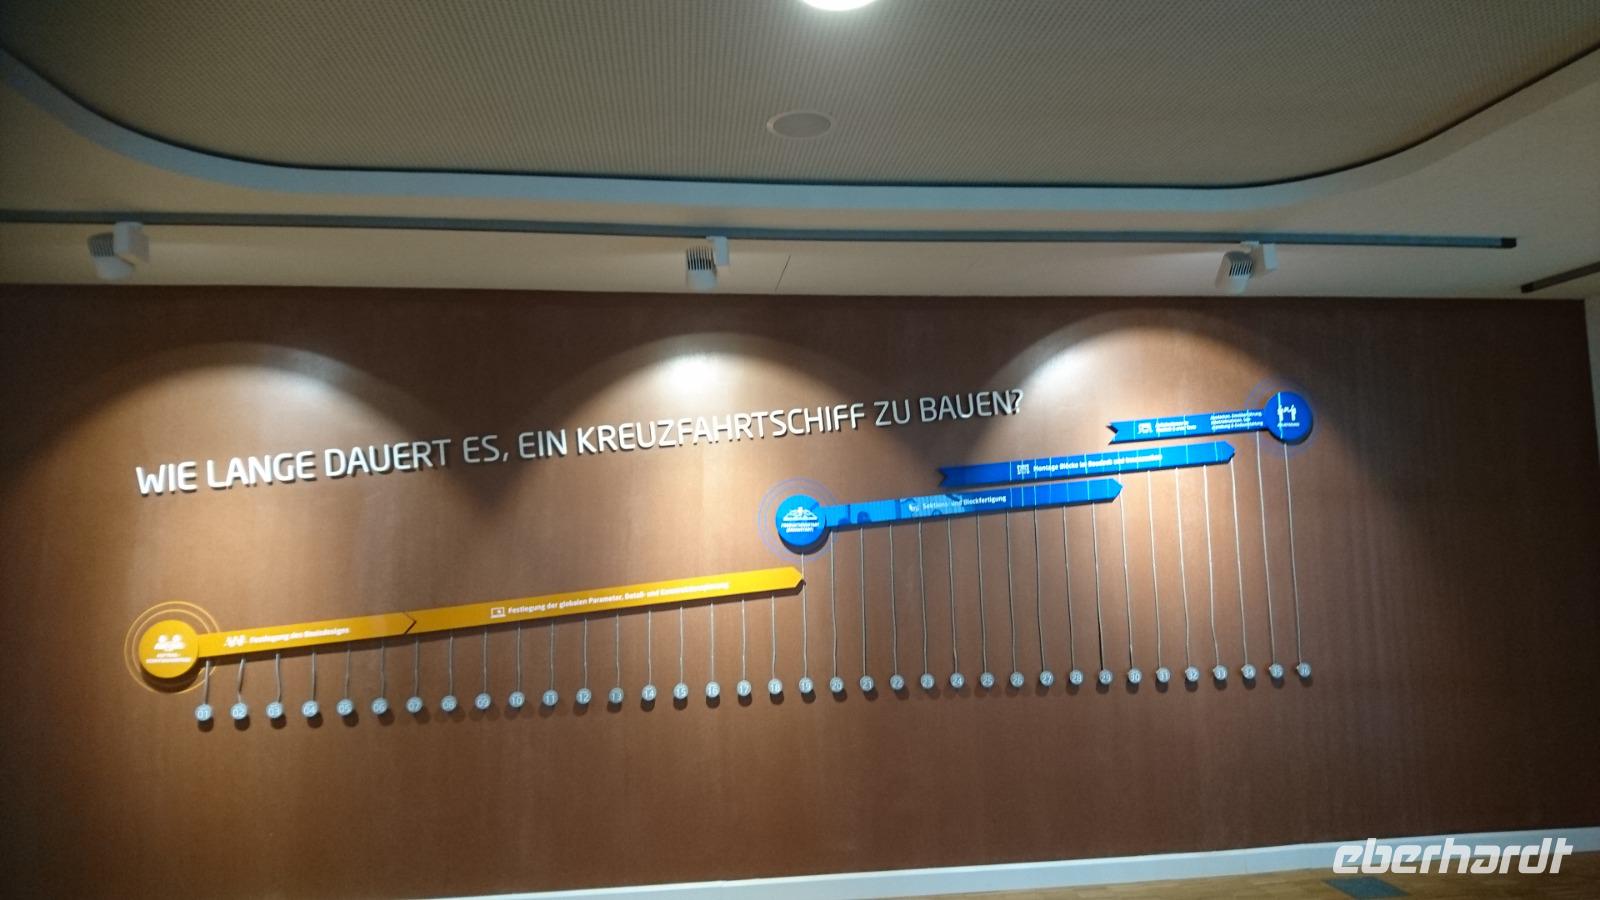 WIE LANGE DAUERT ES, EIN KREUZFAHRTSCHIFF ZU BAUEN?
Montage Blöcke im Baudock und
Sektions- und Blockfertigung
Festlegung der globalen Parameter, Detail- und Konstruktionsplanung
Festlegung des Basisdesigns
01 02 03 04 05 06 07 08 09 10 11 12 13 14 15 16 17 18 19 20 21 22 23 24 25 26 27 28 29 30 31 32 33 34 35 36
eberhardt